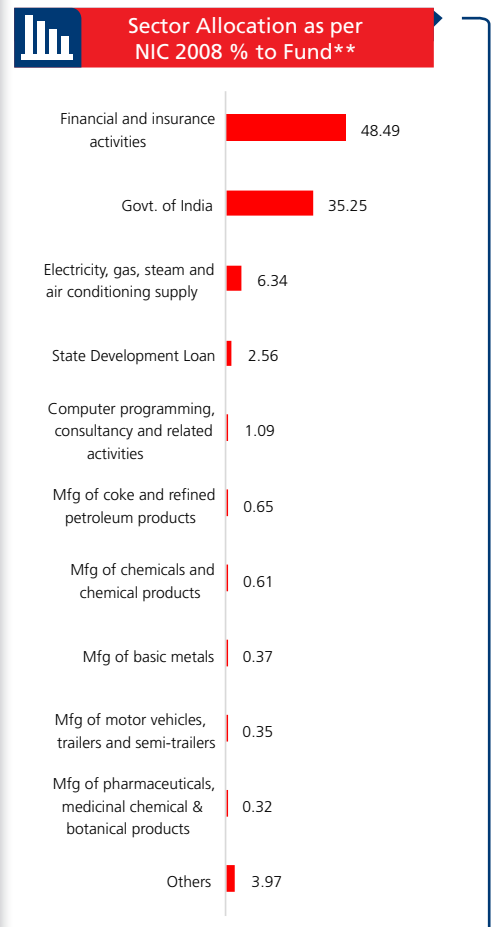 Sector Allocation as per
NIC 2008 % to Fund**
Financial and insurance
activities
48.49
Govt. of India
35.25
Electricity, gas, steam and
air conditioning supply
6.34
State Development Loan
2.56
Computer programming,
consultancy and related
activities
1.09
Mfg of coke and refined
petroleum products
0.65
Mfg of chemicals and
chemical products
0.61
Mfg of basic metals
0.37
Mfg of motor vehicles,
trailers and semi-trailers
0.35
Mfg of pharmaceuticals,
medicinal chemical &
botanical products
0.32
Others
3.97